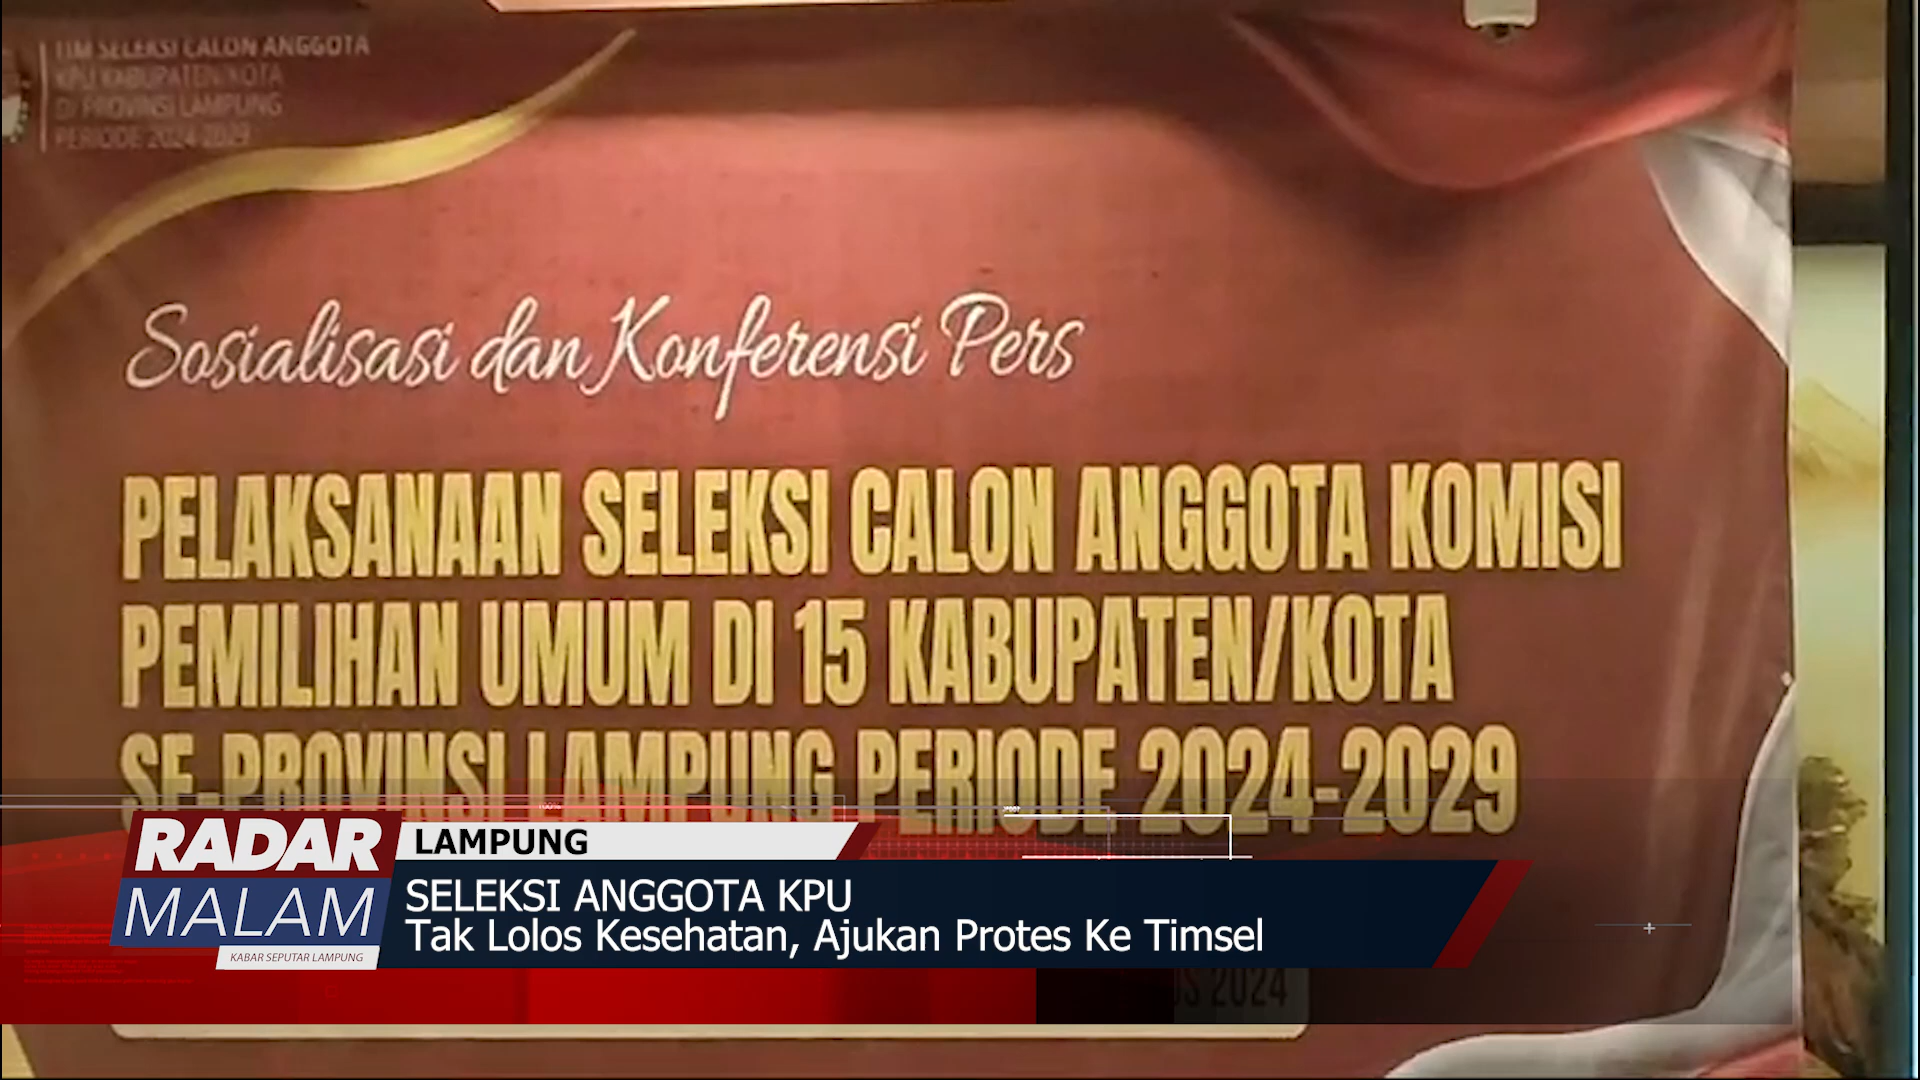 TIM SELEKSI CALON ANGGOTA
KPU KABUPATEN/KOTA
DI PROVINSI LAMPUNG
PERIODE 2024-2029
Sosialisasi dan Konferensi Pers
PELAKSANAAN SELEKSI CALON ANGGOTA KOMISI
PEMILIHAN UMUM DI 15 KABUPATEN/KOTA
SE-PROVINSI LAMPUNG PERIODE 2024-2029
RADAR
MALAM
KABAR SEPUTAR LAMPUNG
LAMPUNG
SELEKSI ANGGOTA KPU
Tak Lolos Kesehatan, Ajukan Protes Ke Timsel
2024